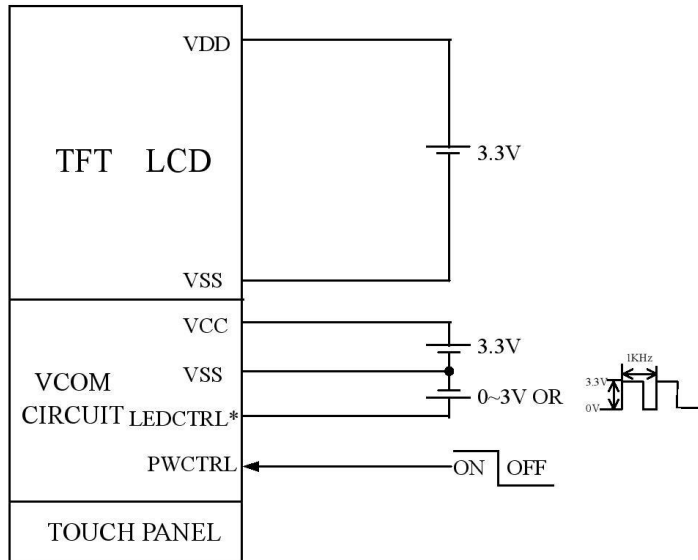 VDD
TFT LCD
3.3V
VSS
VCC
3.3V
VSS
VCOM
CIRCUIT
0~3V OR
1KHz
3.3V
0V
LEDCTRL*
PWCTRL
ON OFF
TOUCH PANEL